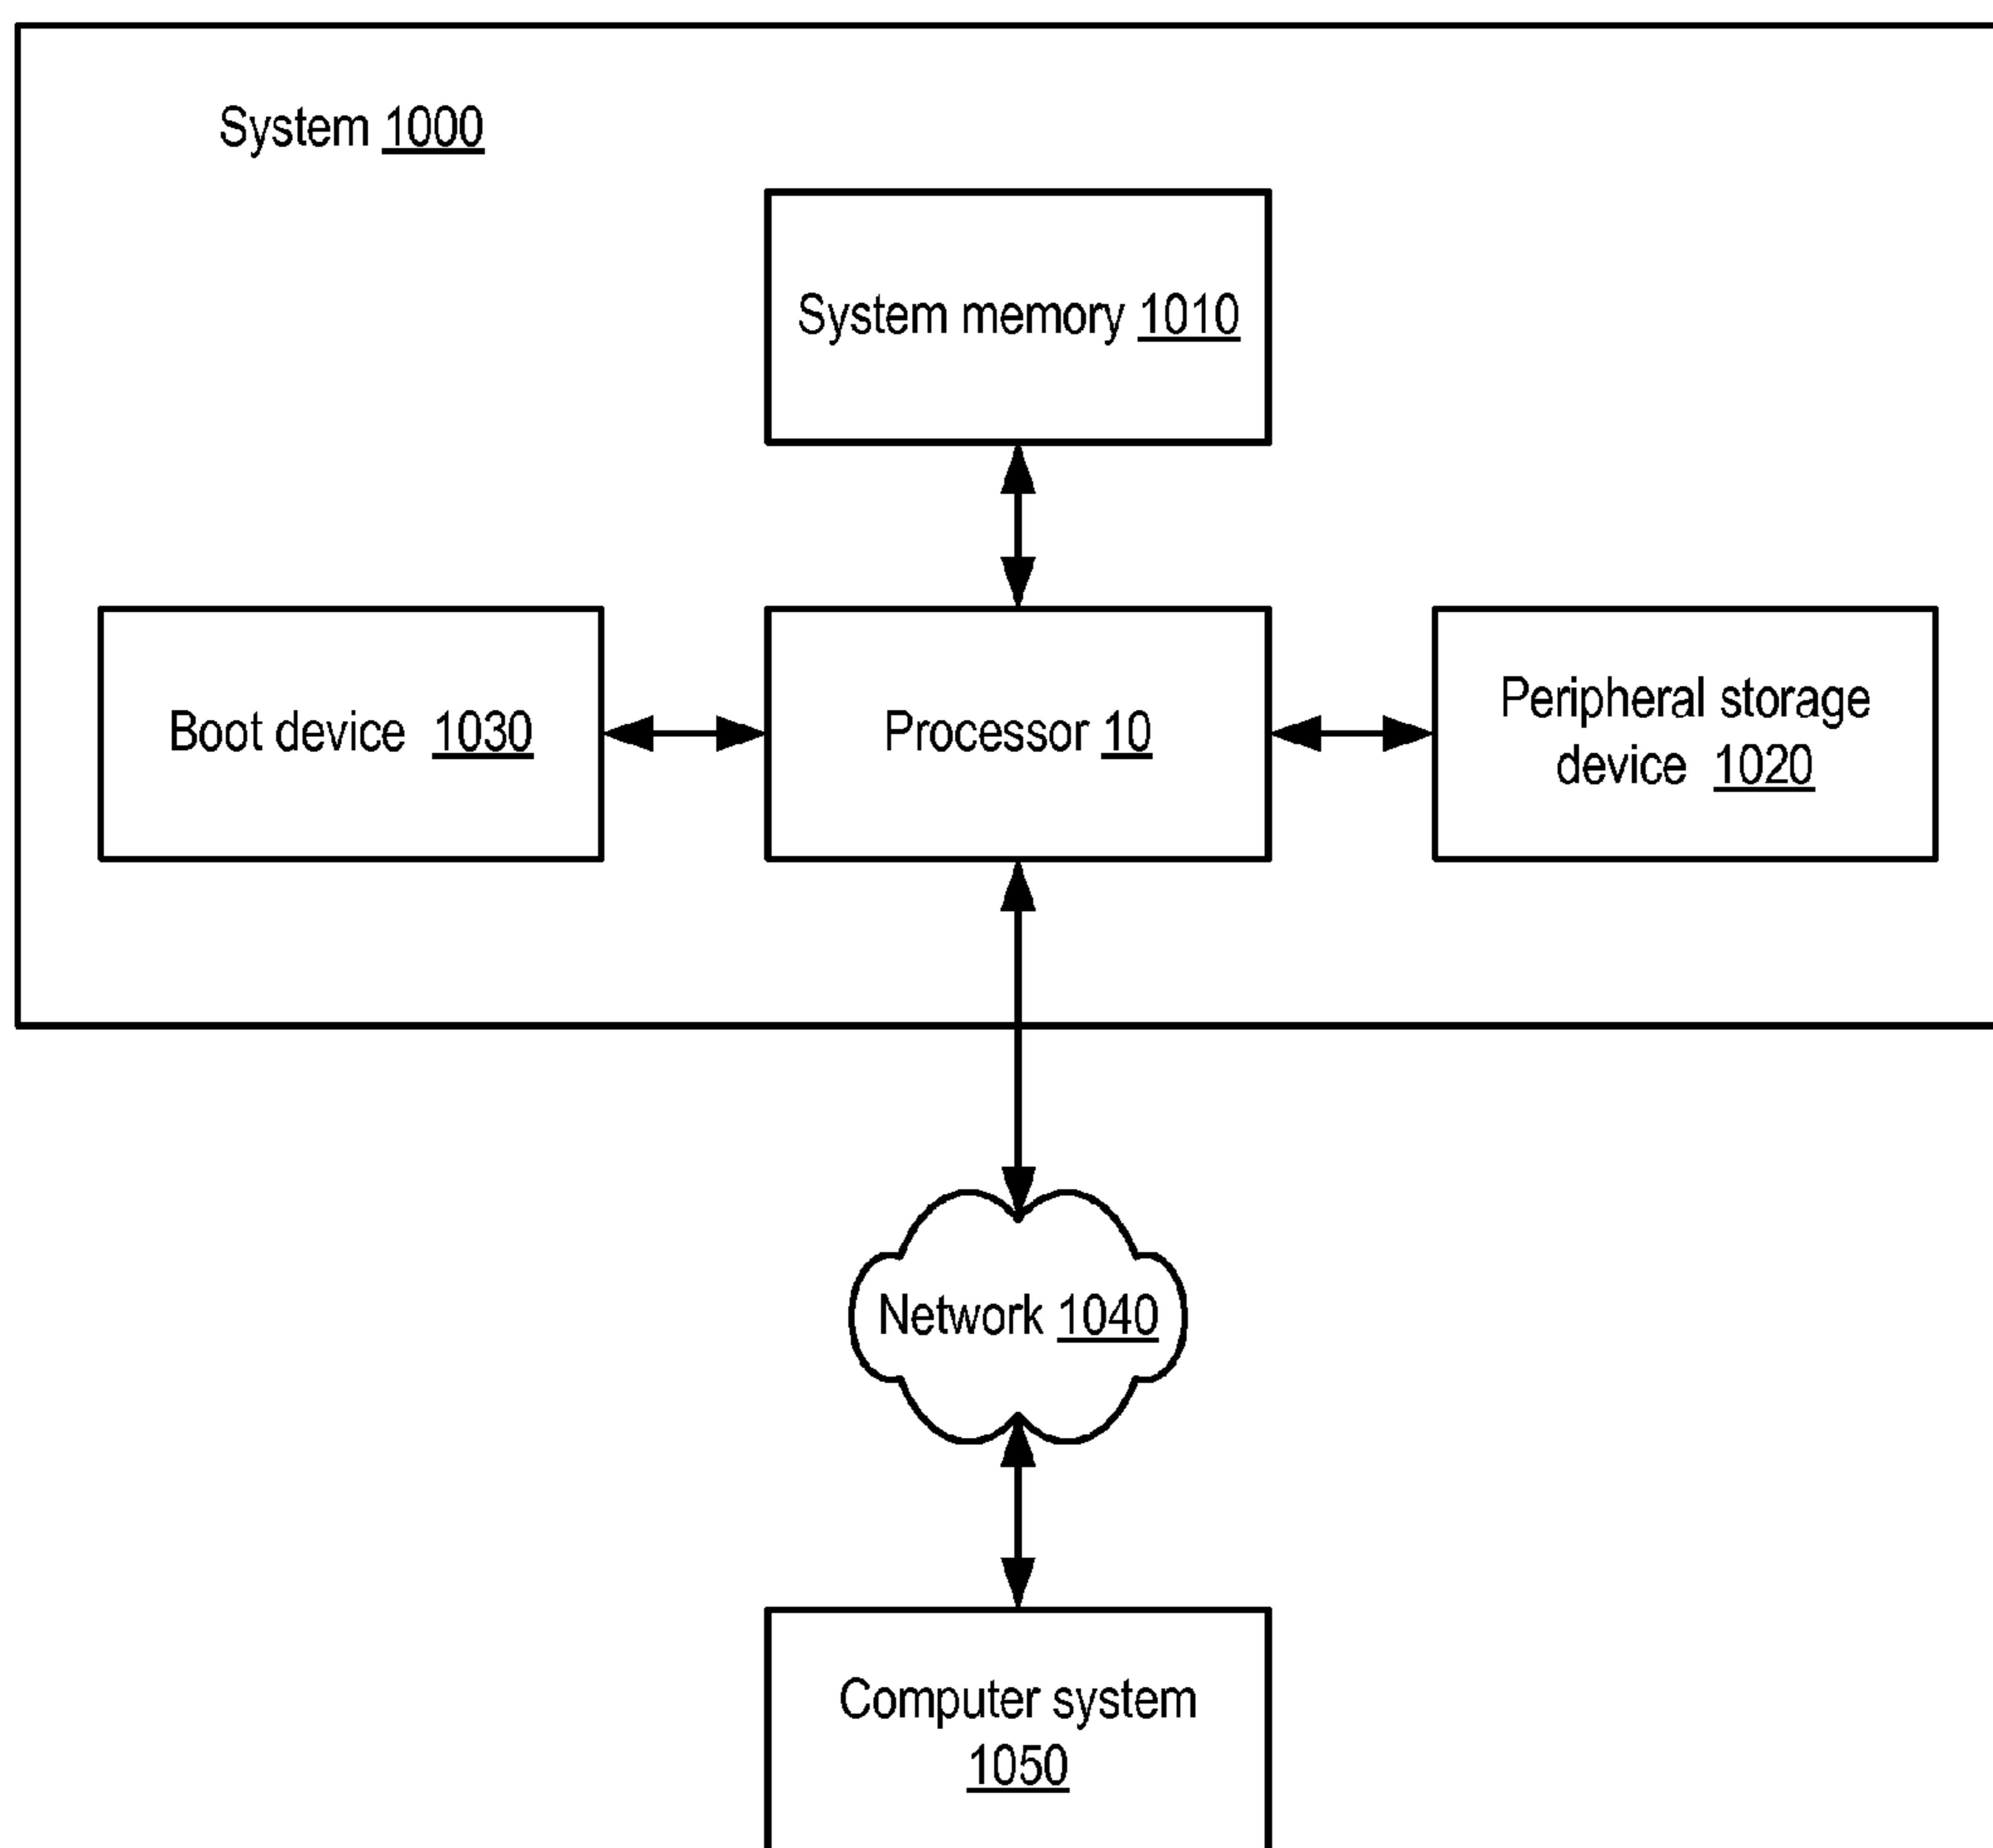 System 1000
System memory 1010
Boot device 1030
Processor 10
Peripheral storage
device 1020
Network 1040
Computer system
1050